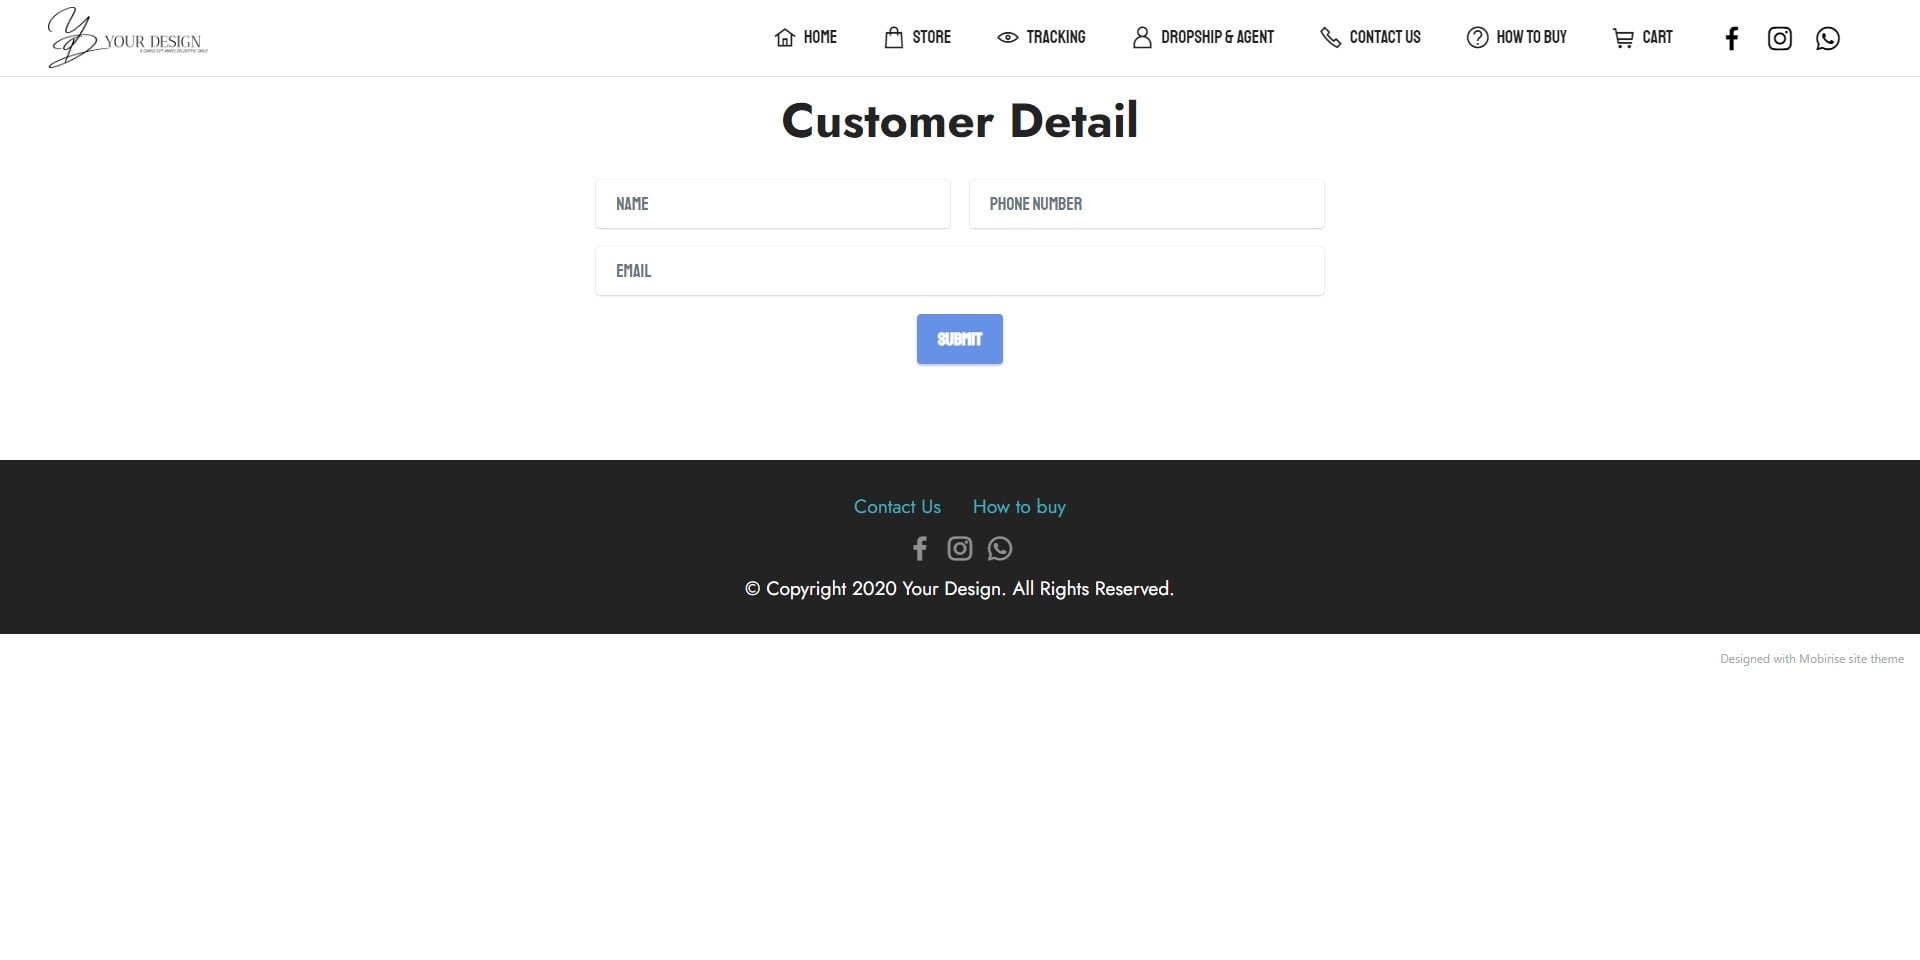 YOUR DESIGN
HOME STORE TRACKING DROPSHIP & AGENT CONTACT US HOW TO BUY CART
Customer Detail
NAME PHONE NUMBER
EMAIL
SUBMIT
Contact Us How to buy
© Copyright 2020 Your Design. All Rights Reserved.
Designed with Mobirise site theme